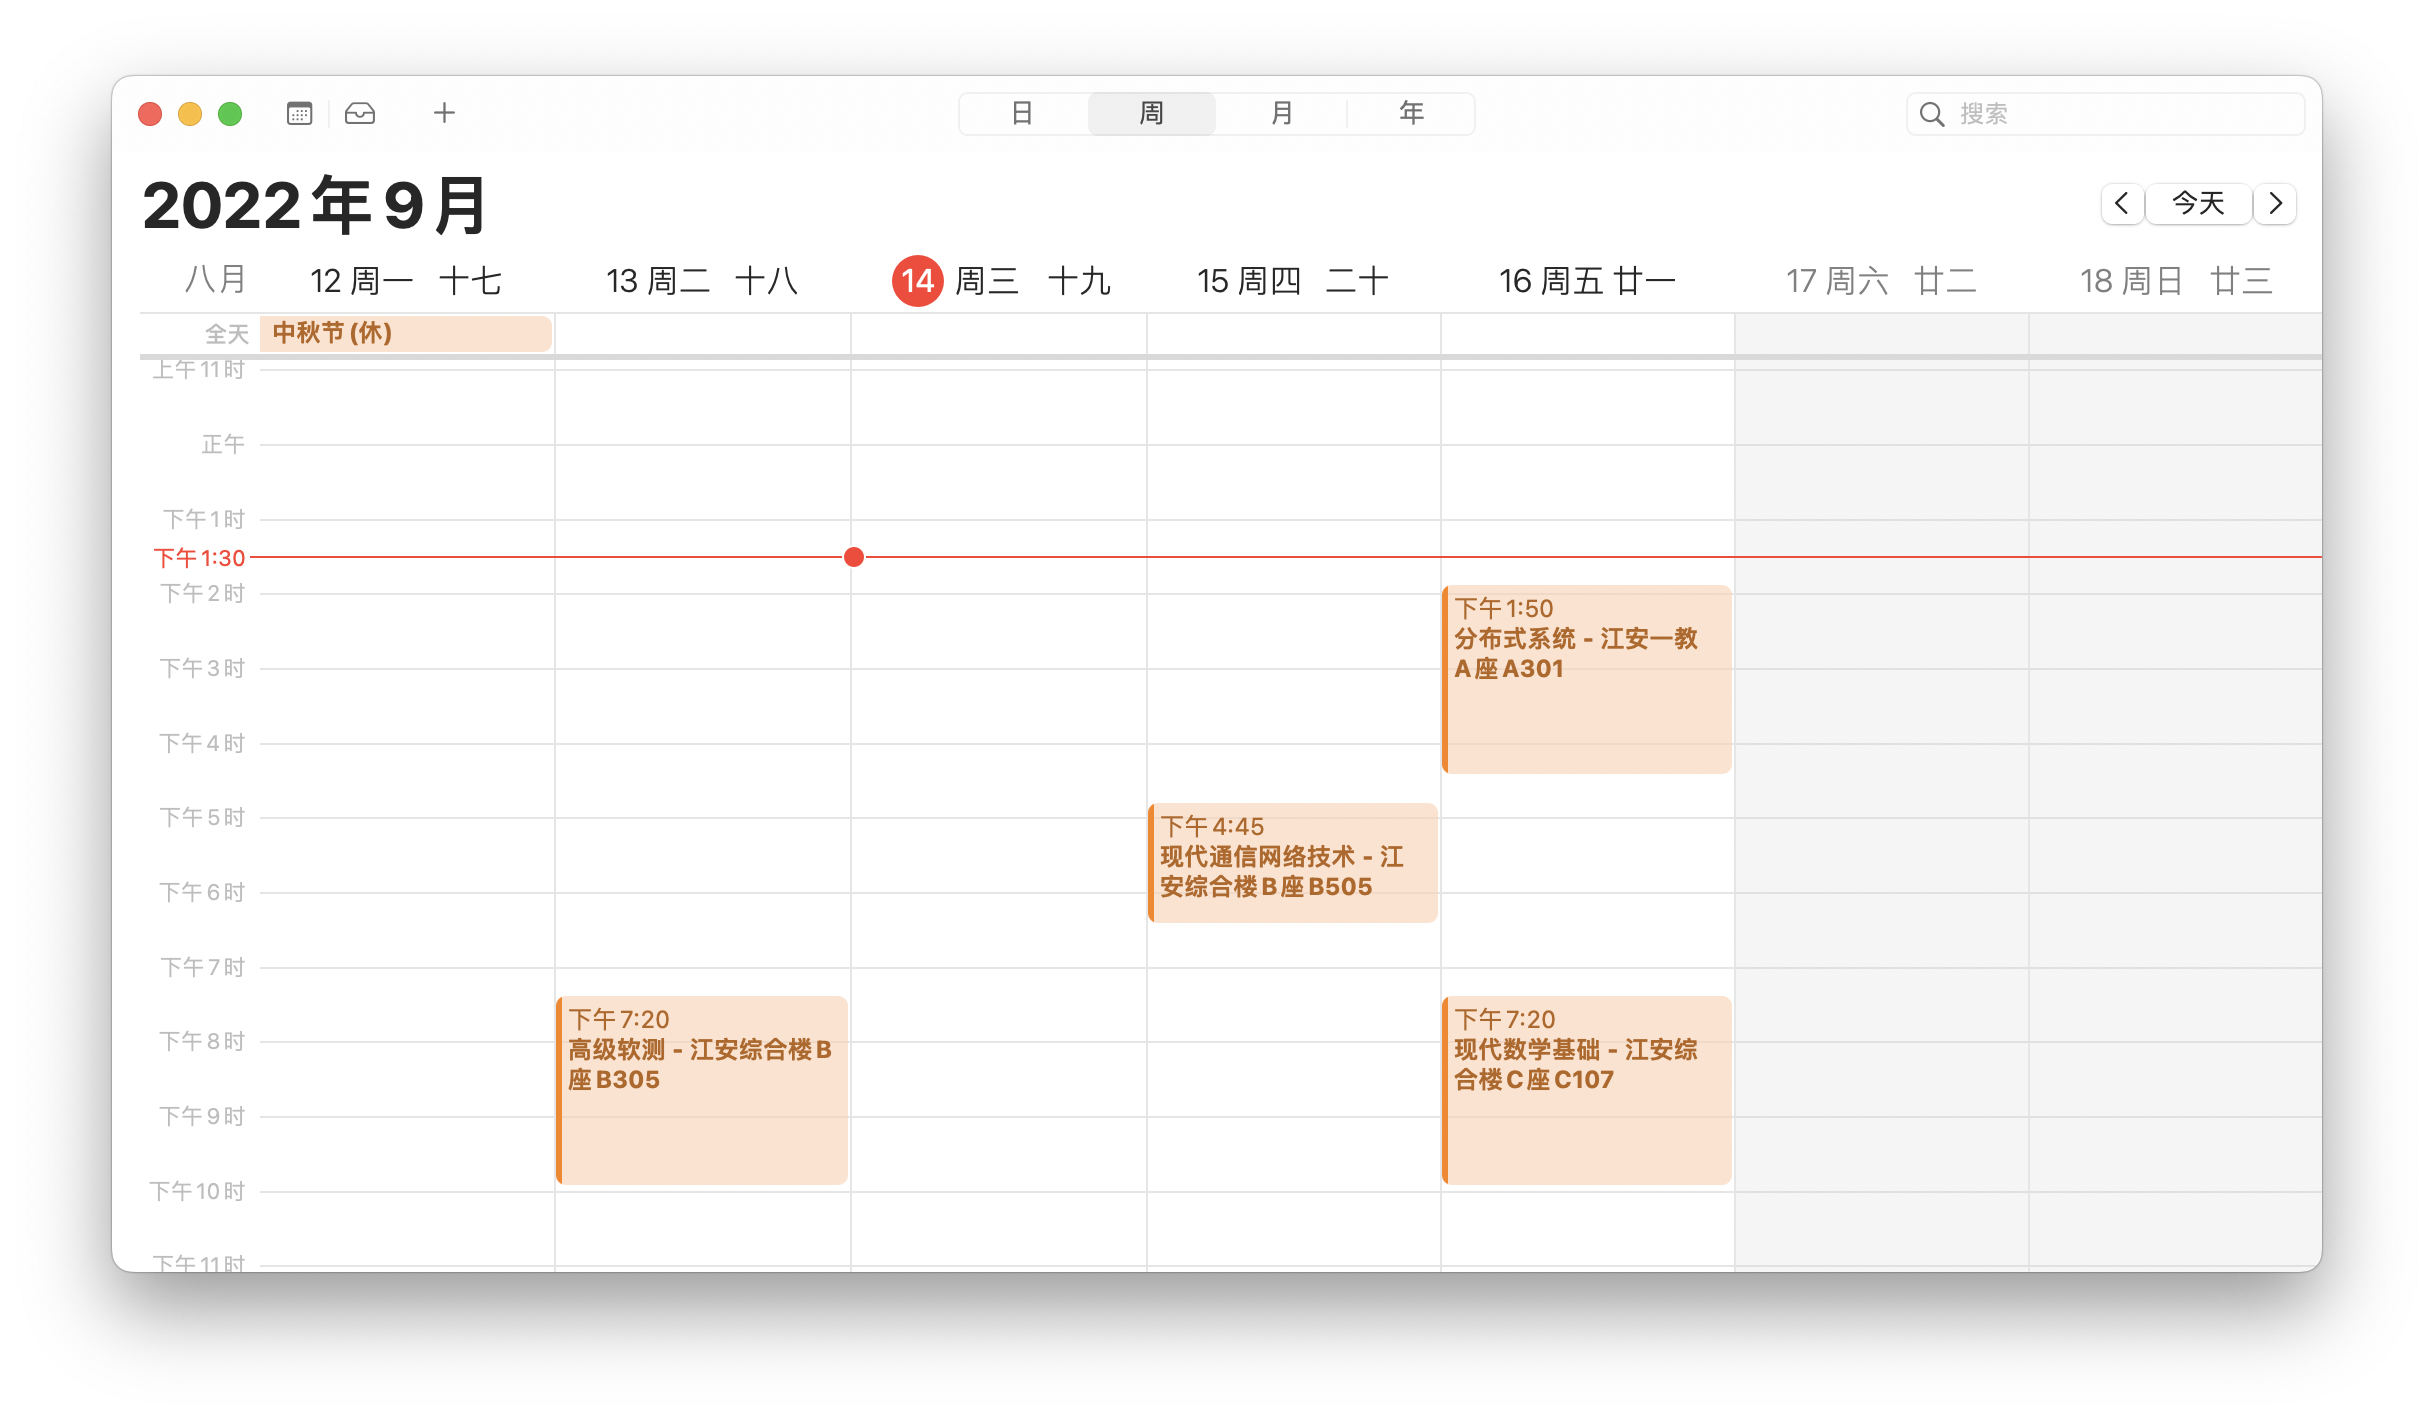 日 周 月 年
搜索
2022年9月
今天
八月 12 周一 十七 13 周二 十八 14 周三 十九 15 周四 二十 16 周五 廿一 17 周六 廿二 18 周日 廿三
全天 中秋节 (休)
上午11时
正午
下午1时
下午1:30
下午2时
下午1:50
分布式系统 - 江安一教
A座A301
下午3时
下午4时
下午5时
下午4:45
现代通信网络技术 - 江
安综合楼B座B505
下午6时
下午7时
下午7:20
高级软测 - 江安综合楼B
座B305
下午7:20
现代数学基础 - 江安综
合楼C座C107
下午8时
下午9时
下午10时
下午11时